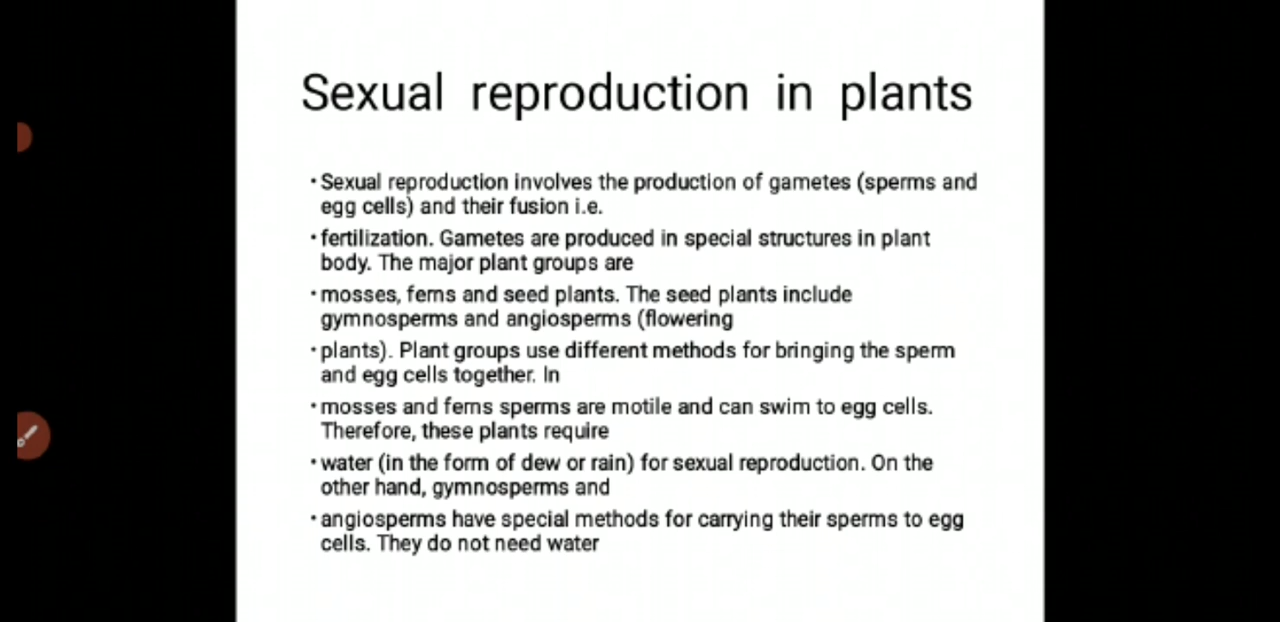 Sexual reproduction in plants
• Sexual reproduction involves the production of gametes (sperms and
egg cells) and their fusion i.e.
• fertilization. Gametes are produced in special structures in plant
body. The major plant groups are
• mosses, ferns and seed plants. The seed plants include
gymnosperms and angiosperms (flowering
• plants). Plant groups use different methods for bringing the sperm
and egg cells together. In
• mosses and ferns sperms are motile and can swim to egg cells.
Therefore, these plants require
• water (in the form of dew or rain) for sexual reproduction. On the
other hand, gymnosperms and
• angiosperms have special methods for carrying their sperms to egg
cells. They do not need water